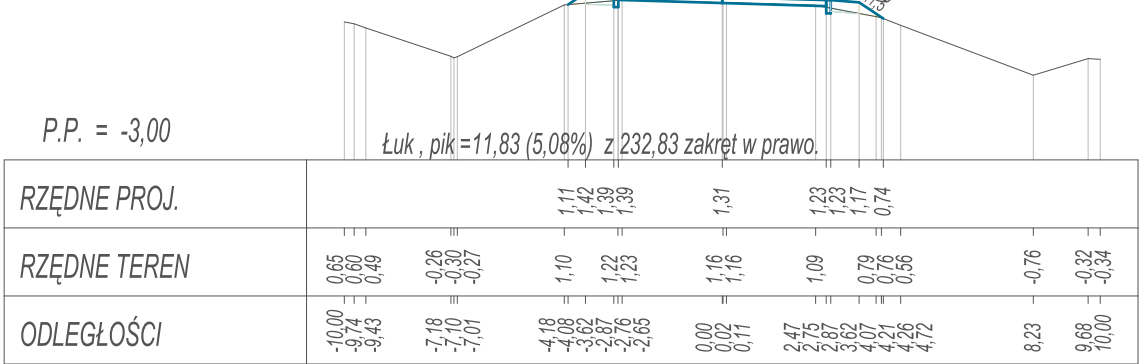 P.P. = -3,00
Łuk , pik =11,83 (5,08%) z 232,83 zakręt w prawo.
RZĘDNE PROJ. 1,11 1,42 1,39 1,39 1,31 1,23 1,23 1,17 0,74
RZĘDNE TEREN 0,65 0,60 0,49 -0,26 -0,30 -0,27 1,10 1,22 1,23 1,16 1,16 1,09 0,79 0,76 0,56 -0,76 -0,32 -0,34
ODLEGŁOŚCI -10,00 -9,74 -9,43 -7,18 -7,10 -7,01 -4,18 -4,08 -3,62 -2,87 -2,76 -2,65 0,00 0,02 0,11 2,47 2,75 2,87 3,62 4,07 4,21 4,26 4,72 8,23 9,68 10,00